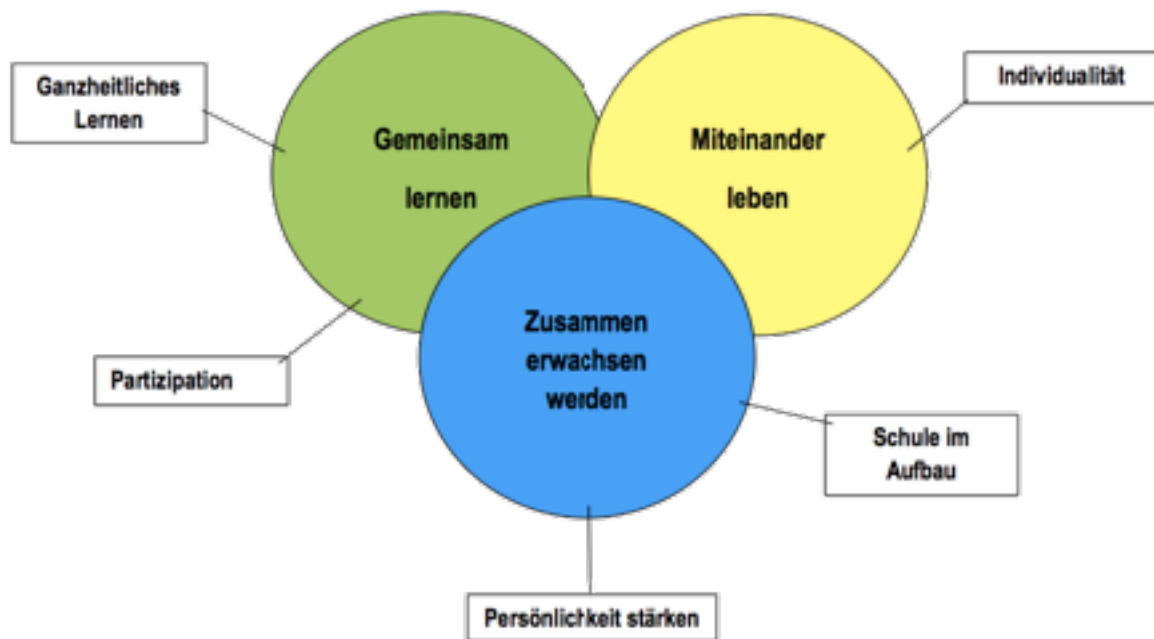 Ganzheitliches
Lernen
Individualität
Gemeinsam
lernen
Miteinander
leben
Zusammen
erwachsen
werden
Partizipation
Schule im
Aufbau
Persönlichkeit stärken